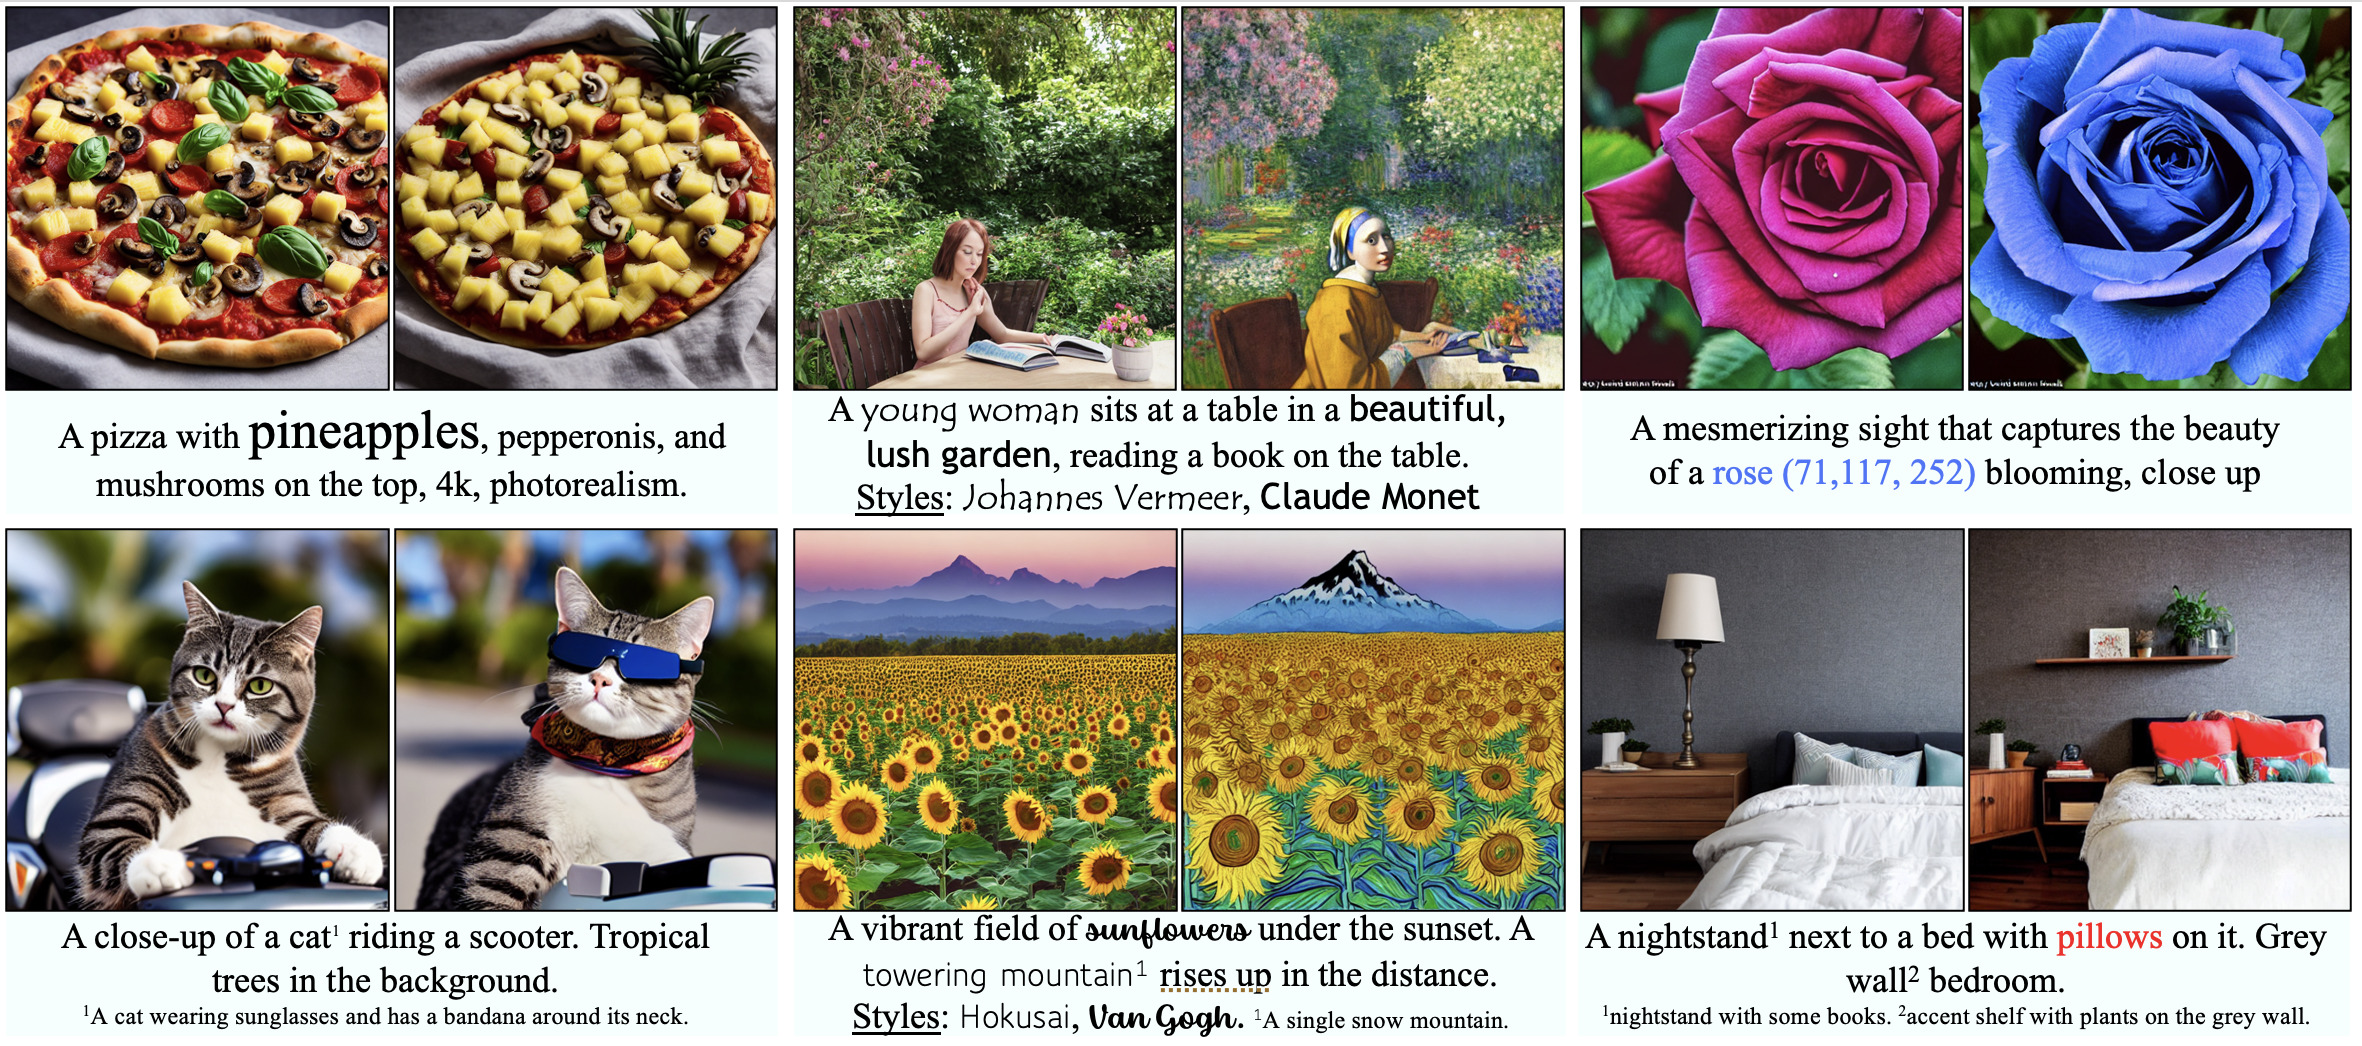 A pizza with pineapples, pepperonis, and
mushrooms on the top, 4k, photorealism.
A young woman sits at a table in a beautiful,
lush garden, reading a book on the table.
Styles: Johannes Vermeer, Claude Monet
A mesmerizing sight that captures the beauty
of a rose (71,117, 252) blooming, close up
A close-up of a cat¹ riding a scooter. Tropical
trees in the background.
¹A cat wearing sunglasses and has a bandana around its neck.
A vibrant field of sunflowers under the sunset. A
towering mountain¹ rises up in the distance.
Styles: Hokusai, Van Gogh. ¹A single snow mountain.
A nightstand¹ next to a bed with pillows on it. Grey
wall² bedroom.
¹nightstand with some books. ²accent shelf with plants on the grey wall.